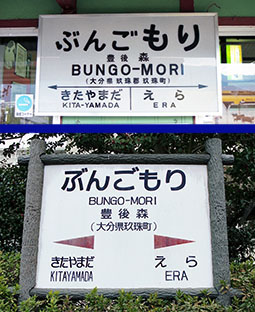 ぶんごもり
BUNGO-MORI
豊後森
(大分県玖珠郡玖珠町)
きたやまだ えら
KITA-YAMADA ERA
ぶんごもり
BUNGO-MORI
豊後森
(大分県玖珠町)
きたやまだ えら
KITAYAMADA ERA